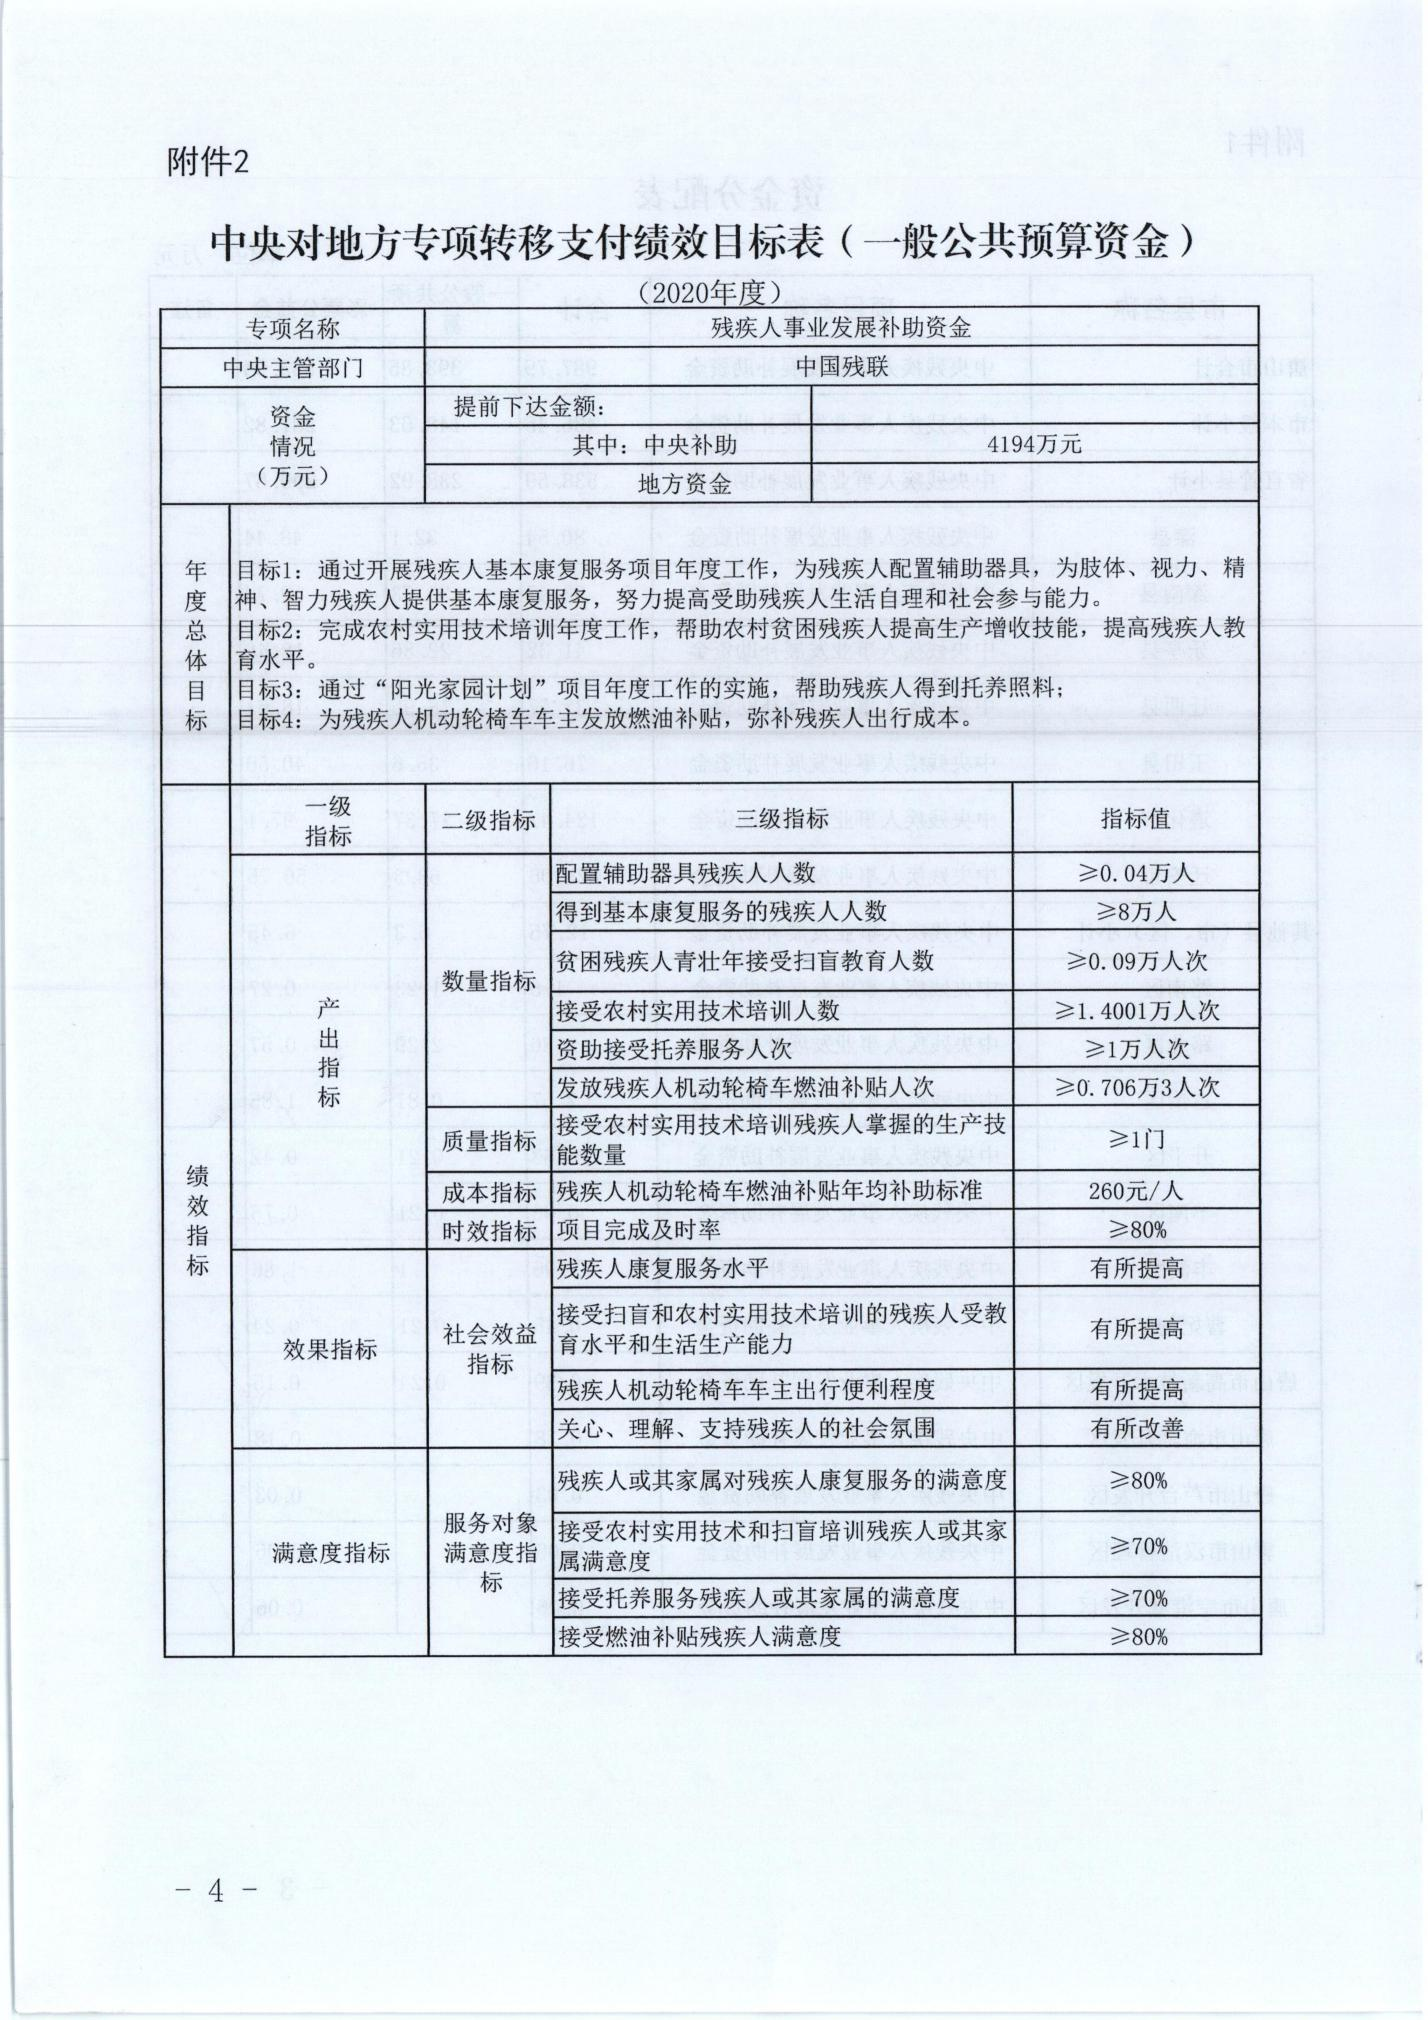 附件2
中央对地方专项转移支付绩效目标表（一般公共预算资金）
（2020年度）
专项名称 残疾人事业发展补助资金
中央主管部门 中国残联
资金
情况
（万元）
提前下达金额：
其中：中央补助 4194万元
地方资金
年度总体目标
目标1：通过开展残疾人基本康复服务项目年度工作，为残疾人配置辅助器具，为肢体、视力、精
神、智力残疾人提供基本康复服务，努力提高受助残疾人生活自理和社会参与能力。
目标2：完成农村实用技术培训年度工作，帮助农村贫困残疾人提高生产增收技能，提高残疾人教
育水平。
目标3：通过“阳光家园计划”项目年度工作的实施，帮助残疾人得到托养照料；
目标4：为残疾人机动轮椅车车主发放燃油补贴，弥补残疾人出行成本。
绩效指标
一级
指标
二级指标 三级指标 指标值
产出指标
数量指标
配置辅助器具残疾人人数 ≥0.04万人
得到基本康复服务的残疾人人数 ≥8万人
贫困残疾人青壮年接受扫盲教育人数 ≥0.09万人次
接受农村实用技术培训人数 ≥1.4001万人次
资助接受托养服务人次 ≥1万人次
发放残疾人机动轮椅车燃油补贴人次 ≥0.706万3人次
质量指标
接受农村实用技术培训残疾人掌握的生产技
能数量
≥1门
成本指标 残疾人机动轮椅车燃油补贴年均补助标准 260元/人
时效指标 项目完成及时率 ≥80%
效果指标
社会效益
指标
残疾人康复服务水平 有所提高
接受扫盲和农村实用技术培训的残疾人受教
育水平和生活生产能力
有所提高
残疾人机动轮椅车车主出行便利程度 有所提高
关心、理解、支持残疾人的社会氛围 有所改善
满意度指标
服务对象
满意度指
标
残疾人或其家属对残疾人康复服务的满意度 ≥80%
接受农村实用技术和扫盲培训残疾人或其家
属满意度
≥70%
接受托养服务残疾人或其家属的满意度 ≥70%
接受燃油补贴残疾人满意度 ≥80%
- 4 -